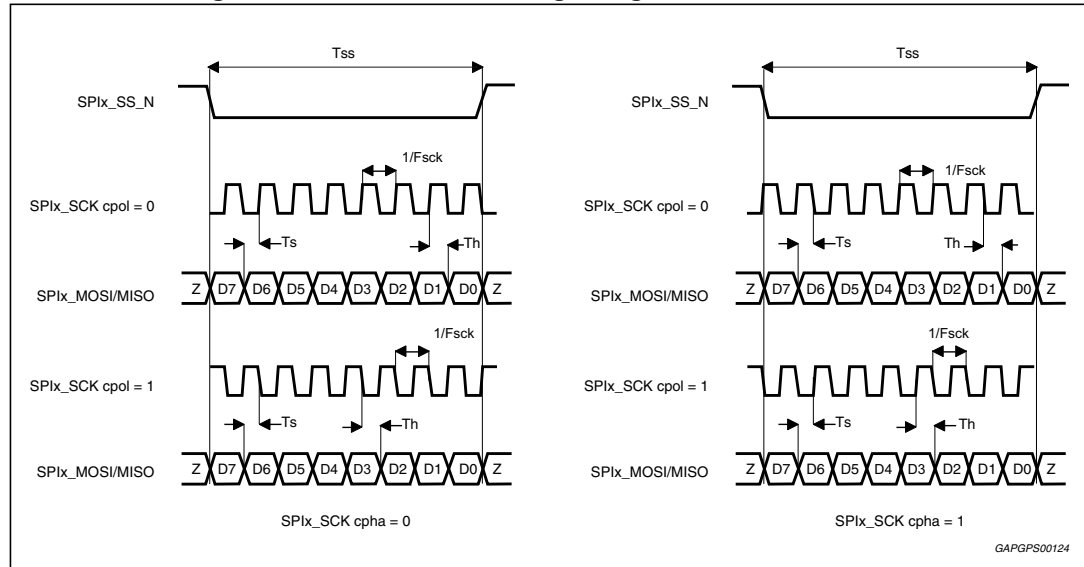 Tss
SPIx_SS_N
1/Fsck
SPIx_SCK cpol = 0
Ts
Th
SPIx_MOSI/MISO
Z D7 D6 D5 D4 D3 D2 D1 D0 Z
1/Fsck
SPIx_SCK cpol = 1
Ts
Th
SPIx_MOSI/MISO
Z D7 D6 D5 D4 D3 D2 D1 D0 Z
SPIx_SCK cpha = 0
Tss
SPIx_SS_N
1/Fsck
SPIx_SCK cpol = 0
Ts
Th
SPIx_MOSI/MISO
Z D7 D6 D5 D4 D3 D2 D1 D0 Z
1/Fsck
SPIx_SCK cpol = 1
Ts
Th
SPIx_MOSI/MISO
Z D7 D6 D5 D4 D3 D2 D1 D0 Z
SPIx_SCK cpha = 1
GAPGPS00124